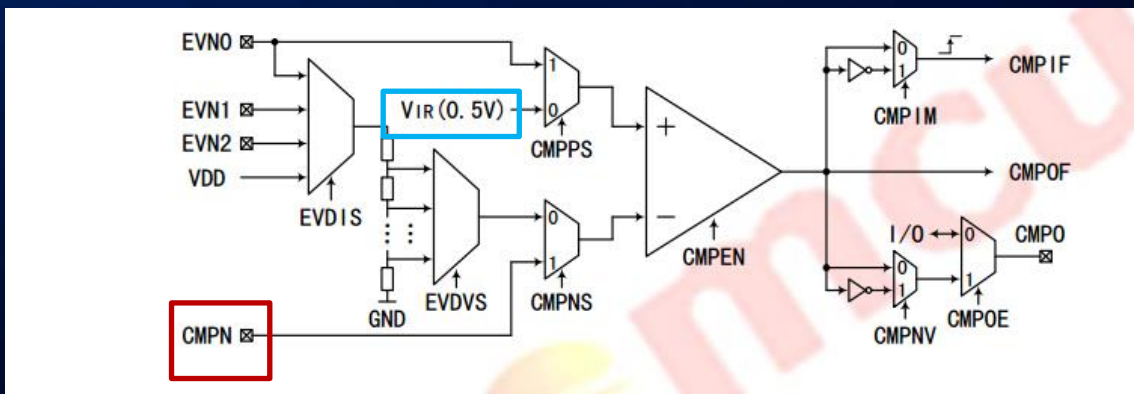 EVN0
EVN1
EVN2
VDD
EVDIS
VIR(0.5V)
1
0
CMPPS
GND
EVDVS
0
1
CMPNS
CMPN
+
−
CMPEN
0
1
CMPIM
CMPIF
CMPOF
I/O
0
1
CMPNV
0
1
CMPOE
CMPO
mcu